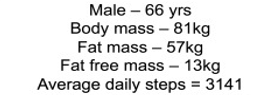 Male – 66 yrs
Body mass – 81kg
Fat mass – 57kg
Fat free mass – 13kg
Average daily steps = 3141